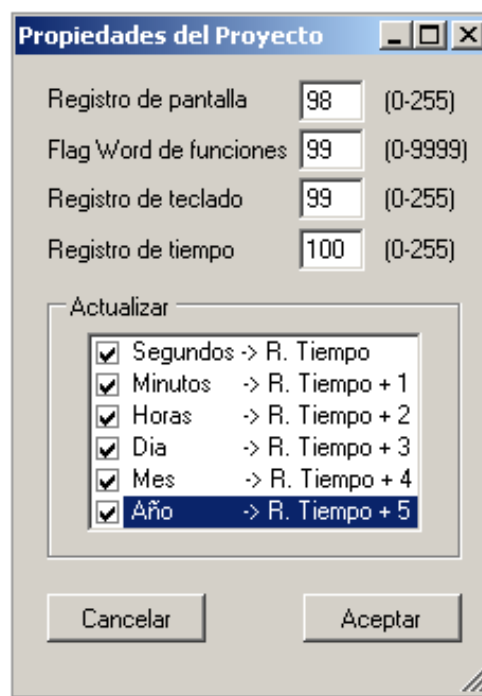 Propiedades del Proyecto
Registro de pantalla 98 (0-255)
Flag Word de funciones 99 (0-9999)
Registro de teclado 99 (0-255)
Registro de tiempo 100 (0-255)
Actualizar
Segundos -> R. Tiempo
Minutos -> R. Tiempo + 1
Horas -> R. Tiempo + 2
Dia -> R. Tiempo + 3
Mes -> R. Tiempo + 4
Año -> R. Tiempo + 5
Cancelar Aceptar